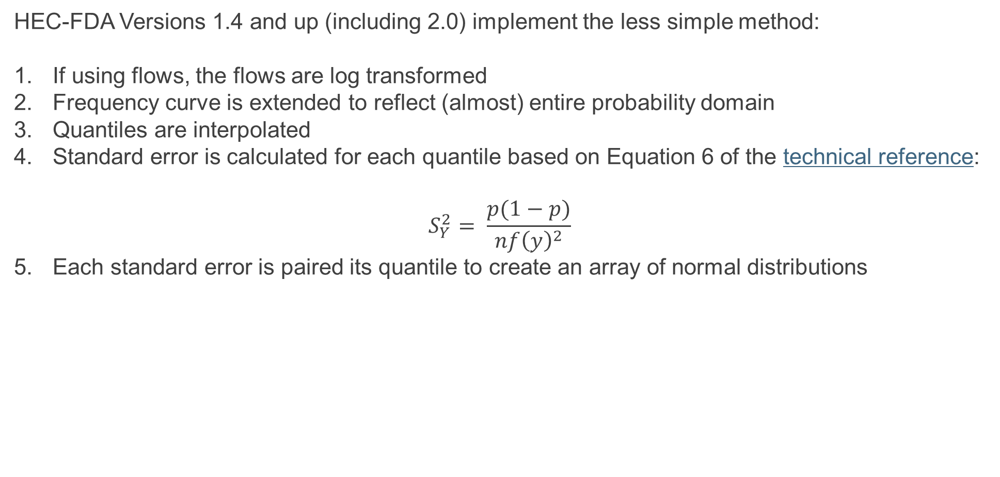 HEC-FDA Versions 1.4 and up (including 2.0) implement the less simple method:
1. If using flows, the flows are log transformed
2. Frequency curve is extended to reflect (almost) entire probability domain
3. Quantiles are interpolated
4. Standard error is calculated for each quantile based on Equation 6 of the technical reference:
$S_Y^2 = \frac{p(1-p)}{nf(y)^2}$
5. Each standard error is paired its quantile to create an array of normal distributions